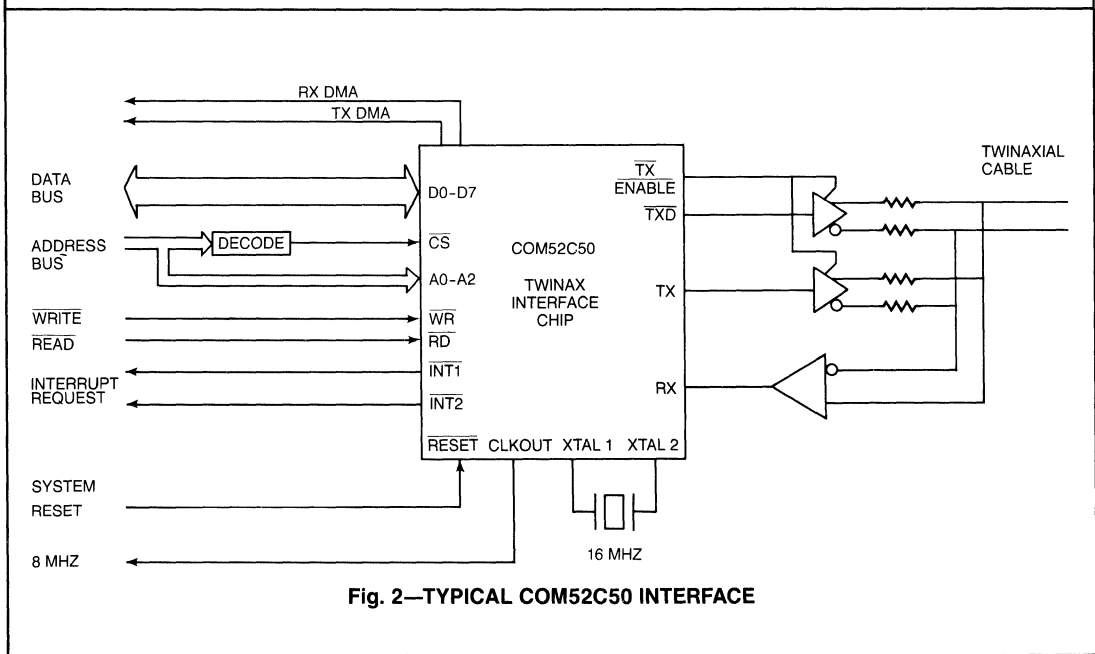 RX DMA
TX DMA
DATA
BUS
D0-D7
ADDRESS
BUS
DECODE
CS
A0-A2
WRITE
WR
READ
RD
INTERRUPT
REQUEST
INT1
INT2
COM52C50
TWINAX
INTERFACE
CHIP
TX
ENABLE
TXD
TX
RX
TWINAXIAL
CABLE
RESET CLKOUT XTAL 1 XTAL 2
SYSTEM
RESET
16 MHZ
8 MHZ
Fig. 2—TYPICAL COM52C50 INTERFACE